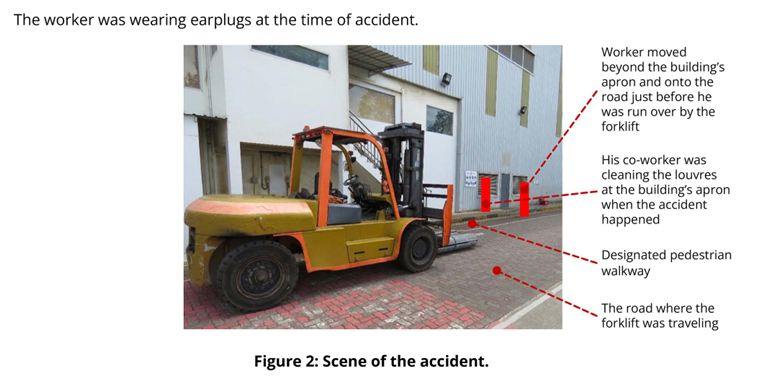 The worker was wearing earplugs at the time of accident.
Worker moved
beyond the building's
apron and onto the
road just before he
was run over by the
forklift
His co-worker was
cleaning the louvres
at the building's apron
when the accident
happened
Designated pedestrian
walkway
The road where the
forklift was traveling
Figure 2: Scene of the accident.